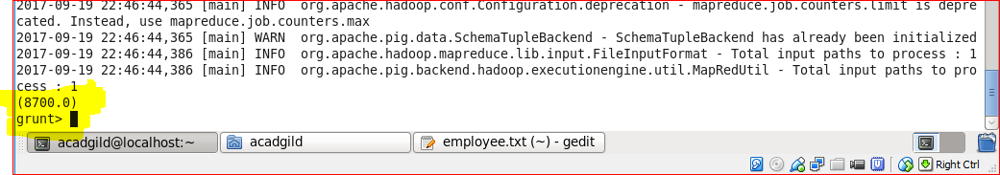 2017-09-19 22:46:44,365 [main] INFO  org.apache.hadoop.conf.Configuration.deprecation - mapreduce.job.counters.limit is depre
cated. Instead, use mapreduce.job.counters.max
2017-09-19 22:46:44,365 [main] WARN  org.apache.pig.data.SchemaTupleBackend - SchemaTupleBackend has already been initialized
2017-09-19 22:46:44,386 [main] INFO  org.apache.hadoop.mapreduce.lib.input.FileInputFormat - Total input paths to process : 1
2017-09-19 22:46:44,386 [main] INFO  org.apache.pig.backend.hadoop.executionengine.util.MapRedUtil - Total input paths to pro
cess : 1
(8700.0)
grunt>
acadgild@localhost:~ acadgild employee.txt (~) - gedit
Right Ctrl